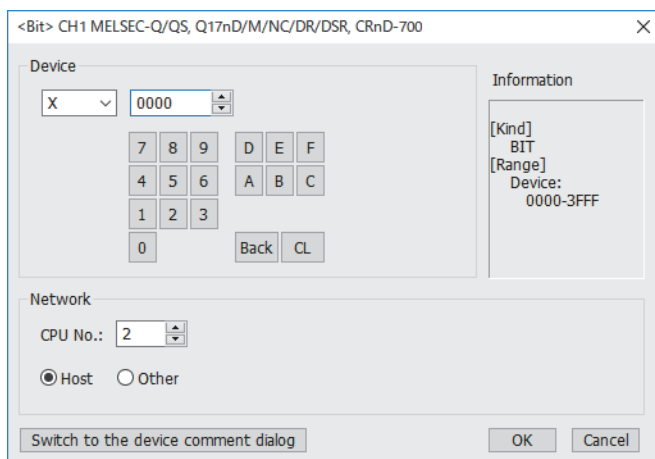 <Bit> CH1 MELSEC-Q/QS, Q17nD/M/NC/DR/DSR, CRnD-700
Device
X 0000
7 8 9 D E F
4 5 6 A B C
1 2 3
0 Back CL
Information
[Kind]
BIT
[Range]
Device:
0000-3FFF
Network
CPU No.: 2
Host Other
Switch to the device comment dialog OK Cancel